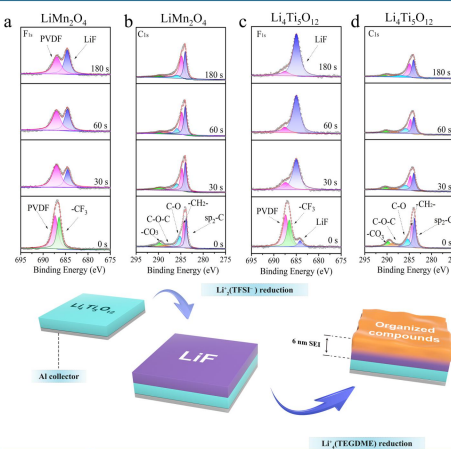 a
LiMn2O4
b
LiMn2O4
c
Li4Ti5O12
d
Li4Ti5O12
F1s
PVDF
LiF
180 s
60 s
30 s
PVDF
-CF3
0 s
695 690 685 680 675
Binding Energy (eV)
C1s
180 s
60 s
30 s
-CH2-
C-O
C-O-C
-CO3
sp2-C
0 s
295 290 285 280 275
Binding Energy (eV)
F1s
LiF
180 s
60 s
30 s
PVDF
-CF3
LiF
0 s
695 690 685 680 675
Binding Energy (eV)
C1s
180 s
60 s
30 s
-CH2-
C-O
C-O-C
-CO3
sp2-C
0 s
295 290 285 280
Binding Energy (eV)
Li4Ti5O12
Al collector
(TFSI-) reduction
LiF
Organized
compounds
6 nm SEI
(TEGDME) reduction